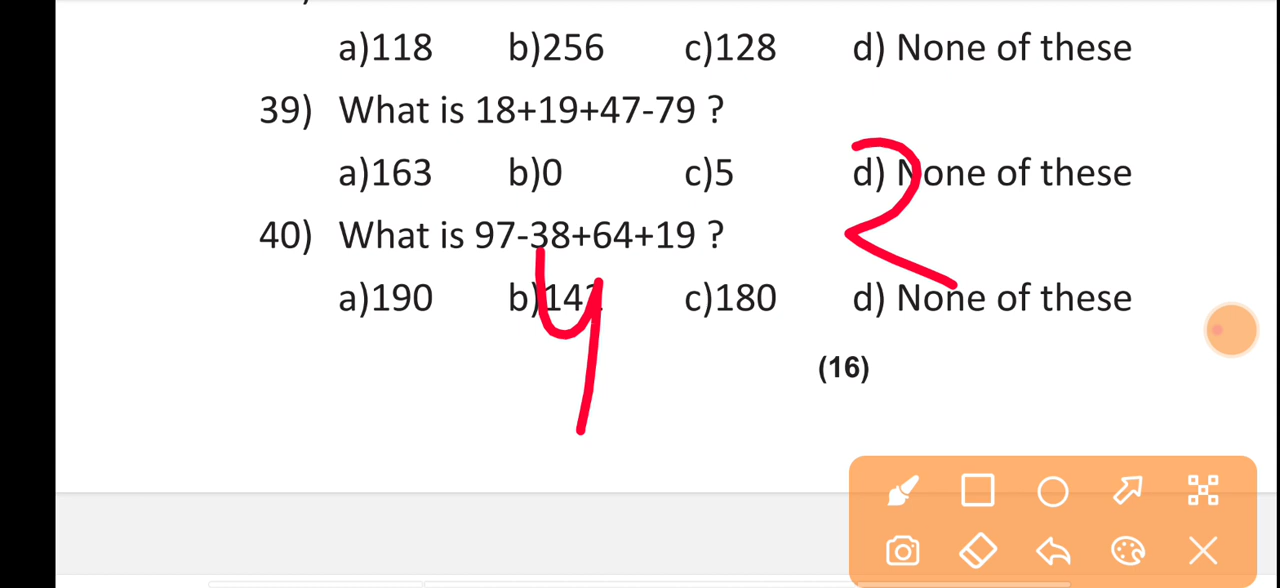 a)118 b)256 c)128 d) None of these
39) What is 18+19+47-79 ?
a)163 b)0 c)5 d) None of these
2
40) What is 97-38+64+19 ?
a)190 c)180 d) None of these
4
(16)